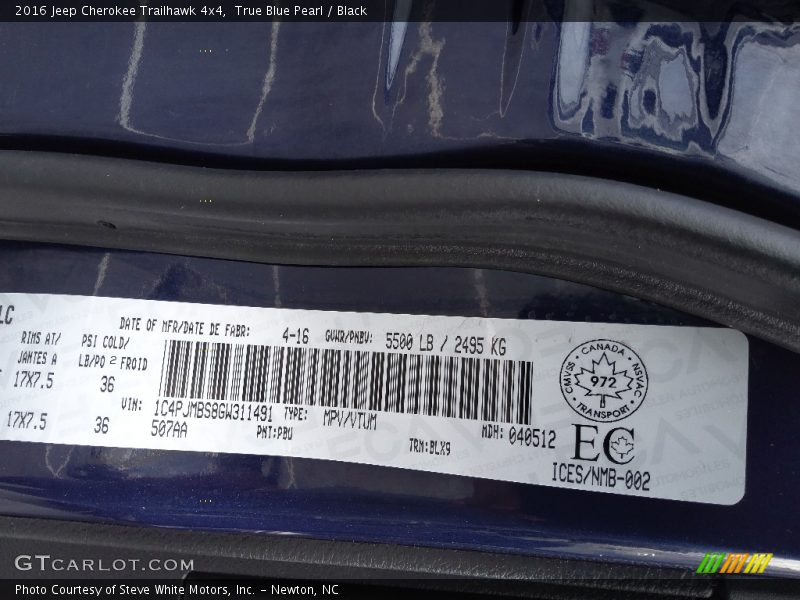 2016 Jeep Cherokee Trailhawk 4x4, True Blue Pearl / Black
LC
DATE OF MFR/DATE DE FABR: 4-16 GVWR/PNBV: 5500 LB / 2495 KG
RIMS AT/ PSI COLD/
JANTES A LB/PO 2 FROID
17X7.5 36
VIN: 1C4PJMBS8GW311491 TYPE: MPV/VTUM
17X7.5 36 507AA PNT:PBU TRM:BLX9 MDH: 040512
CANADA
CMVSS NSVAC
972
TRANSPORT
EC
ICES/NMB-002
GTCARLOT.COM
Photo Courtesy of Steve White Motors, Inc. – Newton, NC